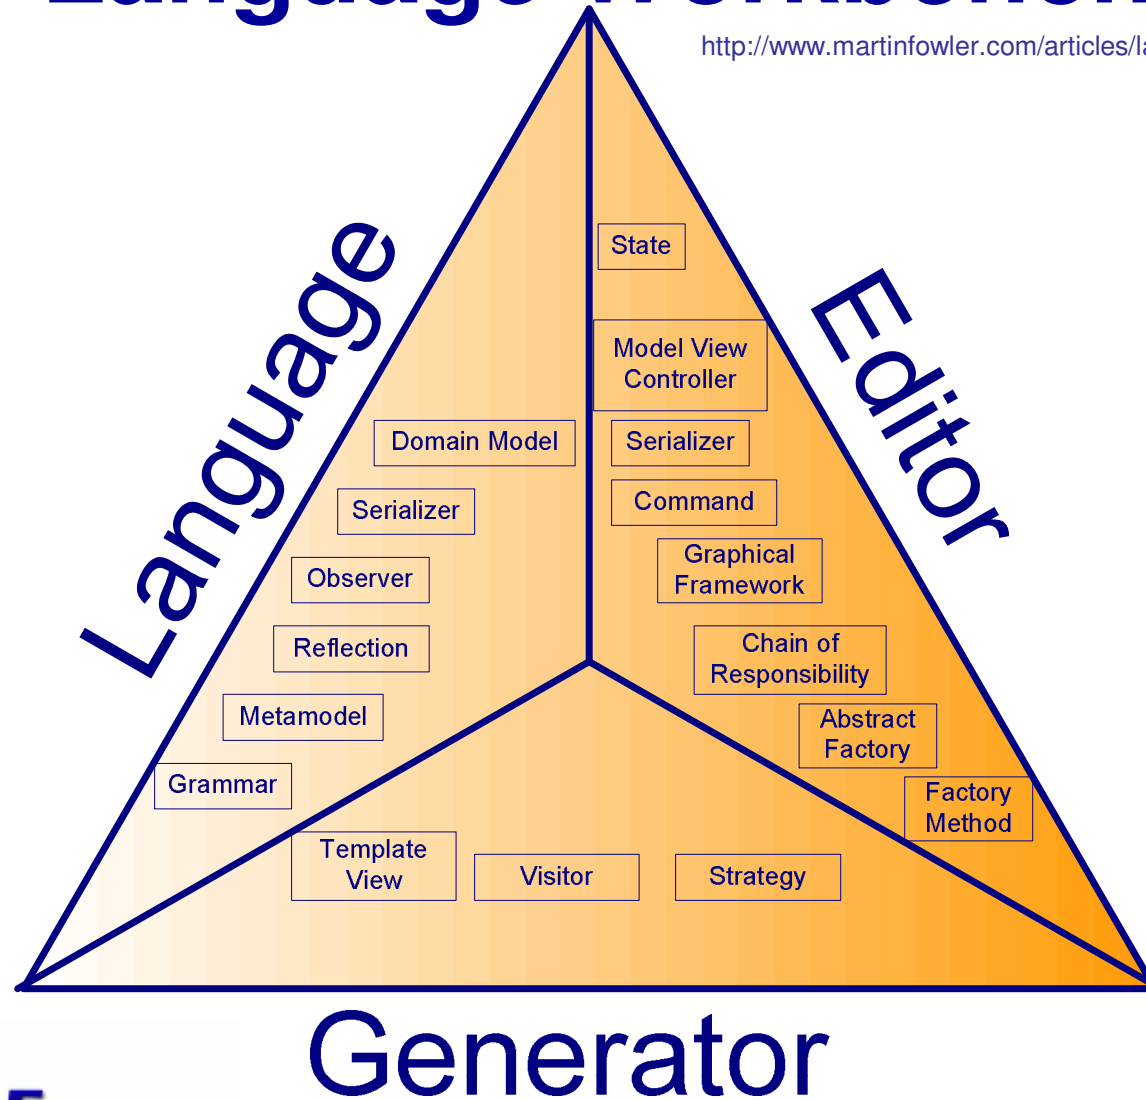 http://www.martinfowler.com/articles/
Language
Editor
State
Model View
Controller
Domain Model
Serializer
Serializer
Command
Observer
Graphical
Framework
Reflection
Chain of
Responsibility
Metamodel
Abstract
Factory
Grammar
Factory
Method
Template
View
Visitor
Strategy
Generator